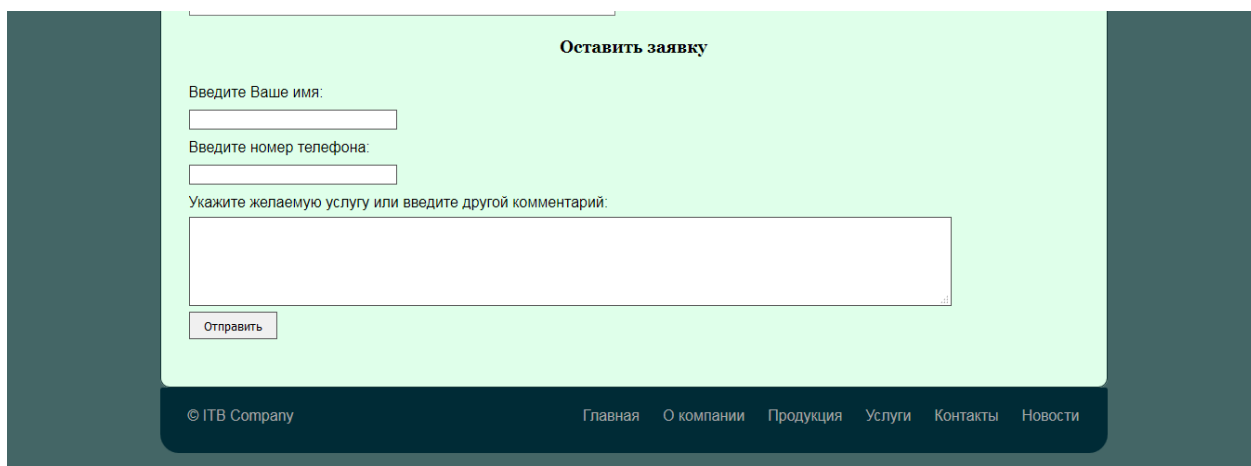 Оставить заявку
Введите Ваше имя:
Введите номер телефона:
Укажите желаемую услугу или введите другой комментарий:
Отправить
© ITB Company Главная О компании Продукция Услуги Контакты Новости